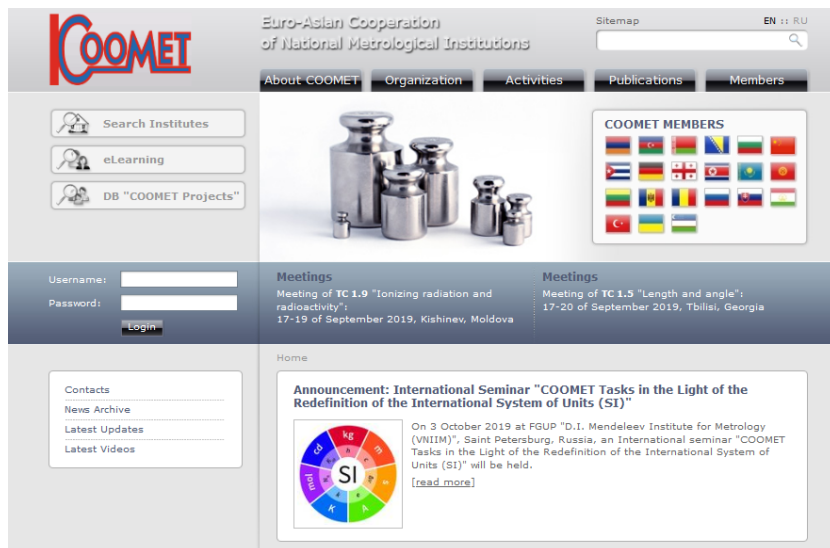 COOMET
Euro-Asian Cooperation
of National Metrological Institutions
Sitemap
EN :: RU
About COOMET
Organization
Activities
Publications
Members
Search Institutes
eLearning
DB "COOMET Projects"
COOMET MEMBERS
Username:
Password:
Login
Meetings
Meeting of TC 1.9 "Ionizing radiation and
radioactivity":
17-19 of September 2019, Kishinev, Moldova
Meetings
Meeting of TC 1.5 "Length and angle":
17-20 of September 2019, Tbilisi, Georgia
Home
Contacts
News Archive
Latest Updates
Latest Videos
Announcement: International Seminar "COOMET Tasks in the Light of the
Redefinition of the International System of Units (SI)"
On 3 October 2019 at FGUP "D.I. Mendeleev Institute for Metrology
(VNIIM)", Saint Petersburg, Russia, an International seminar "COOMET
Tasks in the Light of the Redefinition of the International System of
Units (SI)" will be held.
[read more]
kg
m
s
A
K
mol
cd
SI